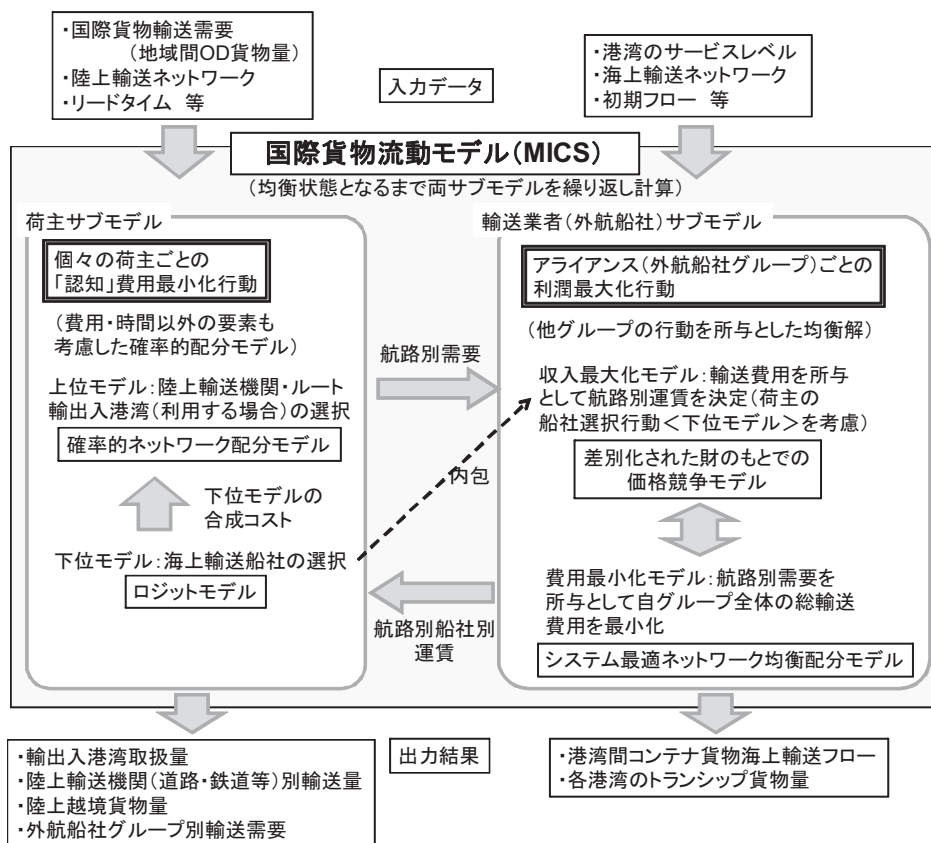 ・国際貨物輸送需要
（地域間OD貨物量）
・陸上輸送ネットワーク
・リードタイム 等
入力データ
・港湾のサービスレベル
・海上輸送ネットワーク
・初期フロー 等
国際貨物流動モデル（MICS）
（均衡状態となるまで両サブモデルを繰り返し計算）
荷主サブモデル
個々の荷主ごとの
「認知」費用最小化行動
（費用・時間以外の要素も
考慮した確率的配分モデル）
上位モデル：陸上輸送機関・ルート
輸出入港湾（利用する場合）の選択
確率的ネットワーク配分モデル
下位モデルの
合成コスト
下位モデル：海上輸送船社の選択
ロジットモデル
航路別需要
内包
航路別船社別
運賃
輸送業者（外航船社）サブモデル
アライアンス（外航船社グループ）ごとの
利潤最大化行動
（他グループの行動を所与とした均衡解）
収入最大化モデル：輸送費用を所与
として航路別運賃を決定（荷主の
船社選択行動＜下位モデル＞を考慮）
差別化された財のもとでの
価格競争モデル
費用最小化モデル：航路別需要を
所与として自グループ全体の総輸送
費用を最小化
システム最適ネットワーク均衡配分モデル
・輸出入港湾取扱量
・陸上輸送機関（道路・鉄道等）別輸送量
・陸上越境貨物量
・外航船社グループ別輸送需要
出力結果
・港湾間コンテナ貨物海上輸送フロー
・各港湾のトランシップ貨物量